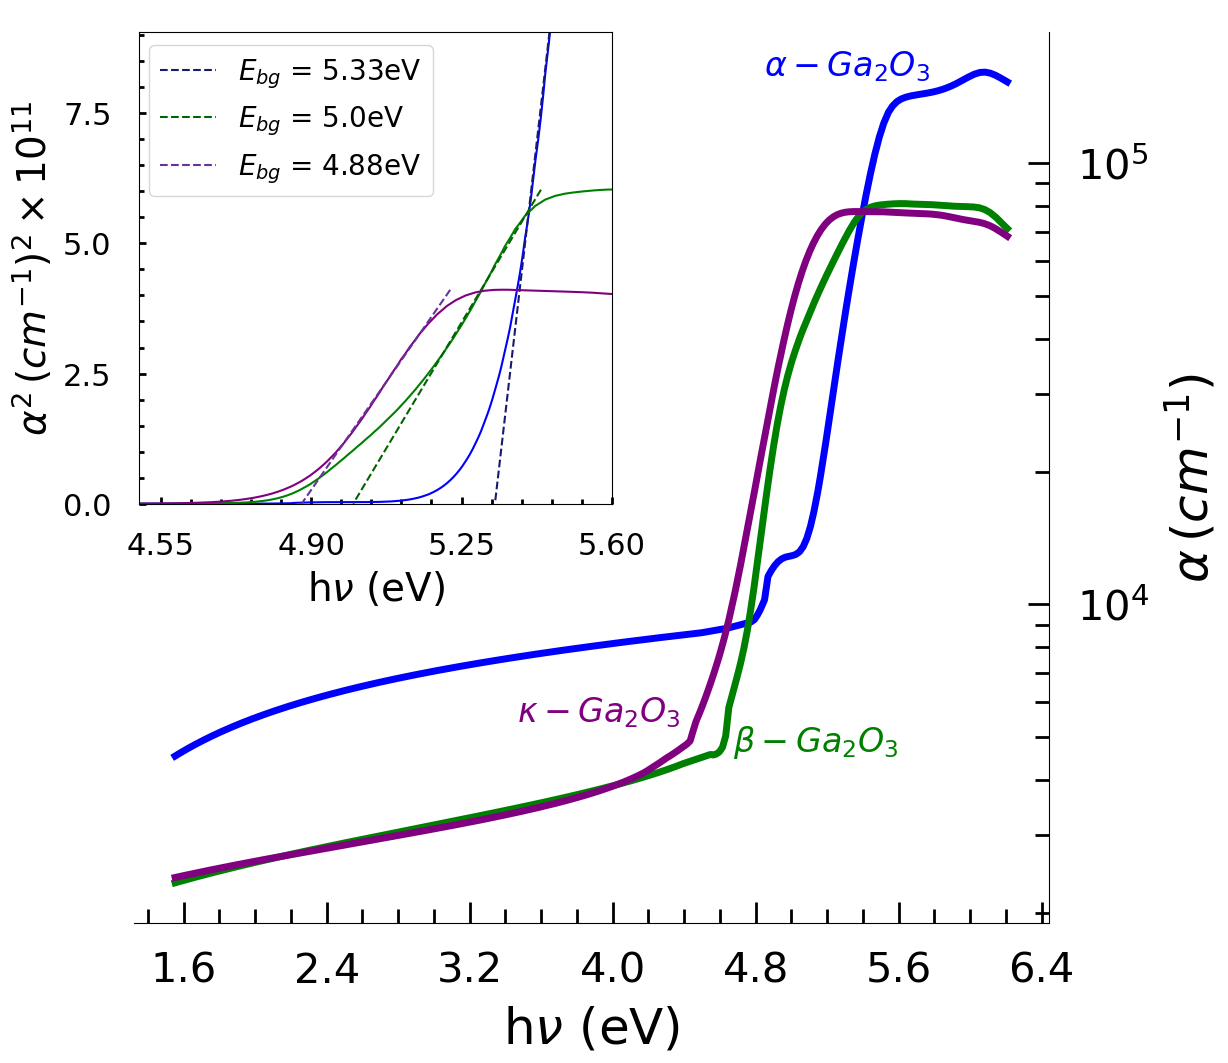 α − Ga₂O₃
E_bg = 5.33eV
E_bg = 5.0eV
E_bg = 4.88eV
7.5
5.0
2.5
0.0
α² (cm⁻¹)² × 10¹¹
4.55 4.90 5.25 5.60
hν (eV)
10⁵
10⁴
α (cm⁻¹)
κ − Ga₂O₃
β − Ga₂O₃
1.6 2.4 3.2 4.0 4.8 5.6 6.4
hν (eV)